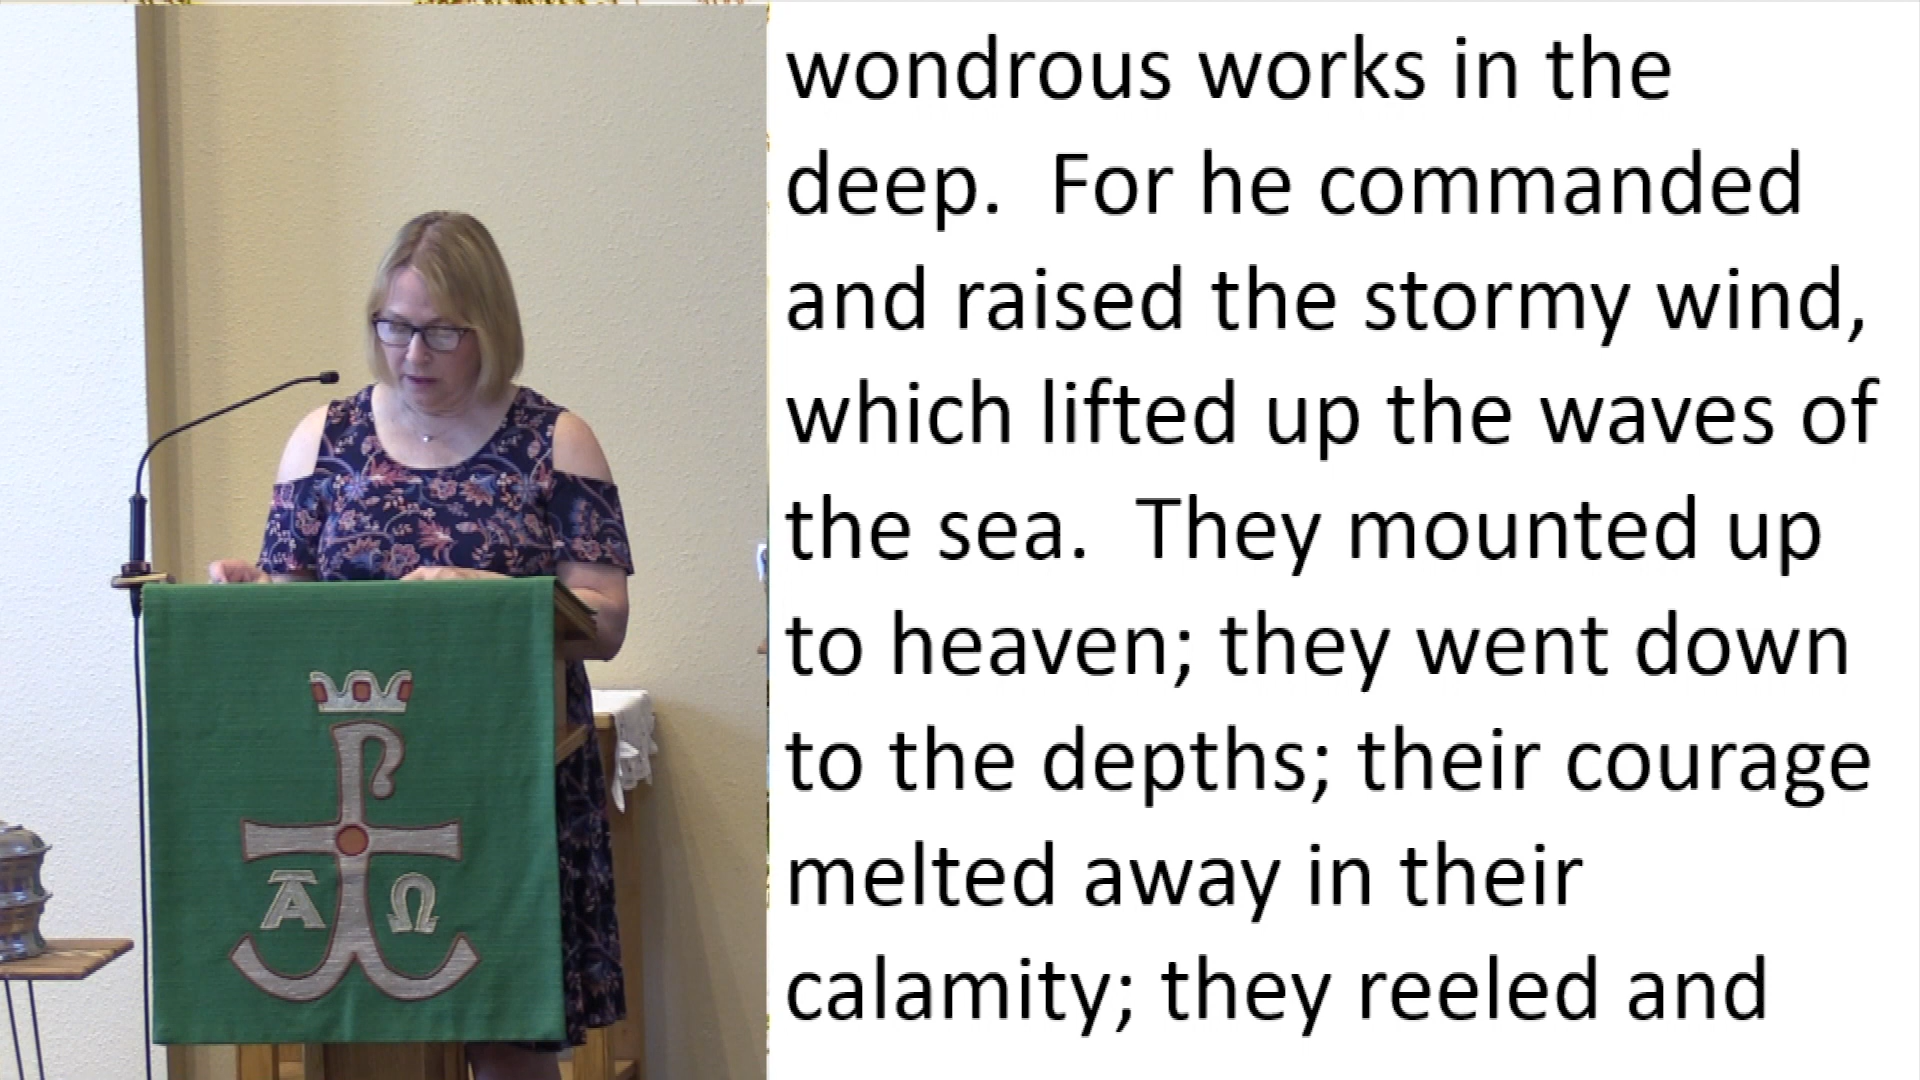 wondrous works in the
deep.  For he commanded
and raised the stormy wind,
which lifted up the waves of
the sea.  They mounted up
to heaven; they went down
to the depths; their courage
melted away in their
calamity; they reeled and
Α Ω